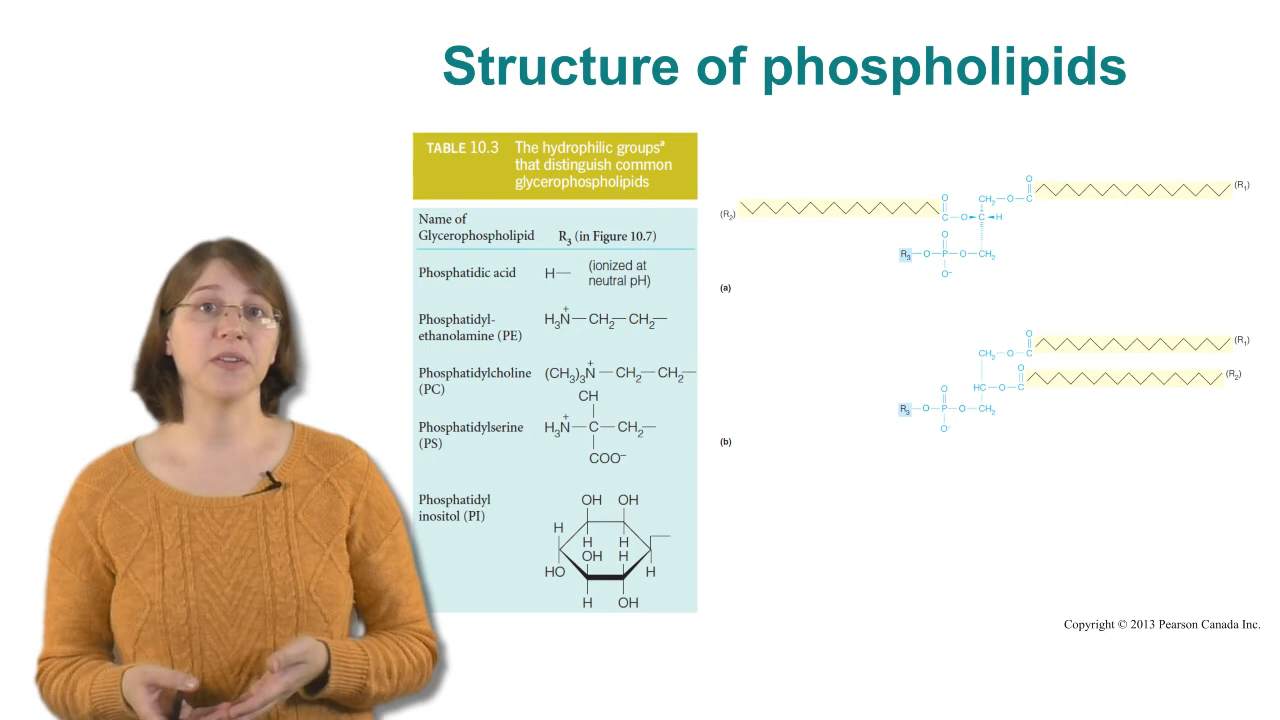 Structure of phospholipids
TABLE 10.3 The hydrophilic groupsᵃ
that distinguish common
glycerophospholipids
Name of
Glycerophospholipid R₃ (in Figure 10.7)
Phosphatidic acid H— (ionized at
neutral pH)
Phosphatidyl-
ethanolamine (PE)
H₃N⁺—CH₂—CH₂—
Phosphatidylcholine
(PC)
(CH₃)₃N⁺—CH₂—CH₂—
Phosphatidylserine
(PS)
CH
H₃N⁺—C—CH₂—
COO⁻
Phosphatidyl
inositol (PI)
OH OH
H
H H
OH H
HO H
H OH
O
CH₂—O—C (R₁)
O
(R₂) C—O—C—H
O
R₃—O—P—O—CH₂
O⁻
(a)
O
CH₂—O—C (R₁)
O
HC—O—C (R₂)
O
R₃—O—P—O—CH₂
O⁻
(b)
Copyright © 2013 Pearson Canada Inc.